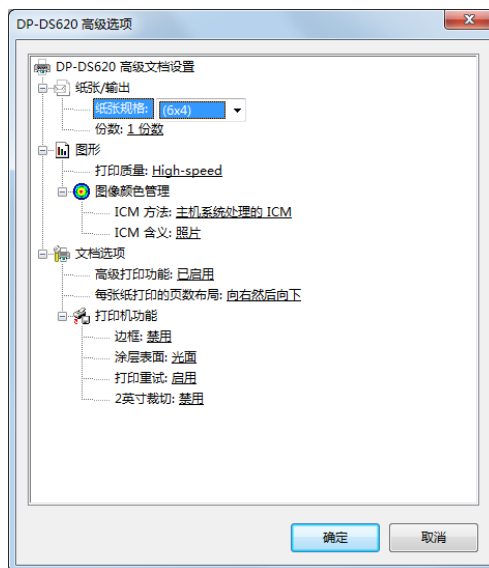 DP-DS620 高级选项
DP-DS620 高级文档设置
纸张/输出
纸张规格: (6x4)
份数: 1 份数
图形
打印质量: High-speed
图像颜色管理
ICM 方法: 主机系统处理的 ICM
ICM 含义: 照片
文档选项
高级打印功能: 已启用
每张纸打印的页数布局: 向右然后向下
打印机功能
边框: 禁用
涂层表面: 光面
打印重试: 启用
2英寸裁切: 禁用
确定 取消